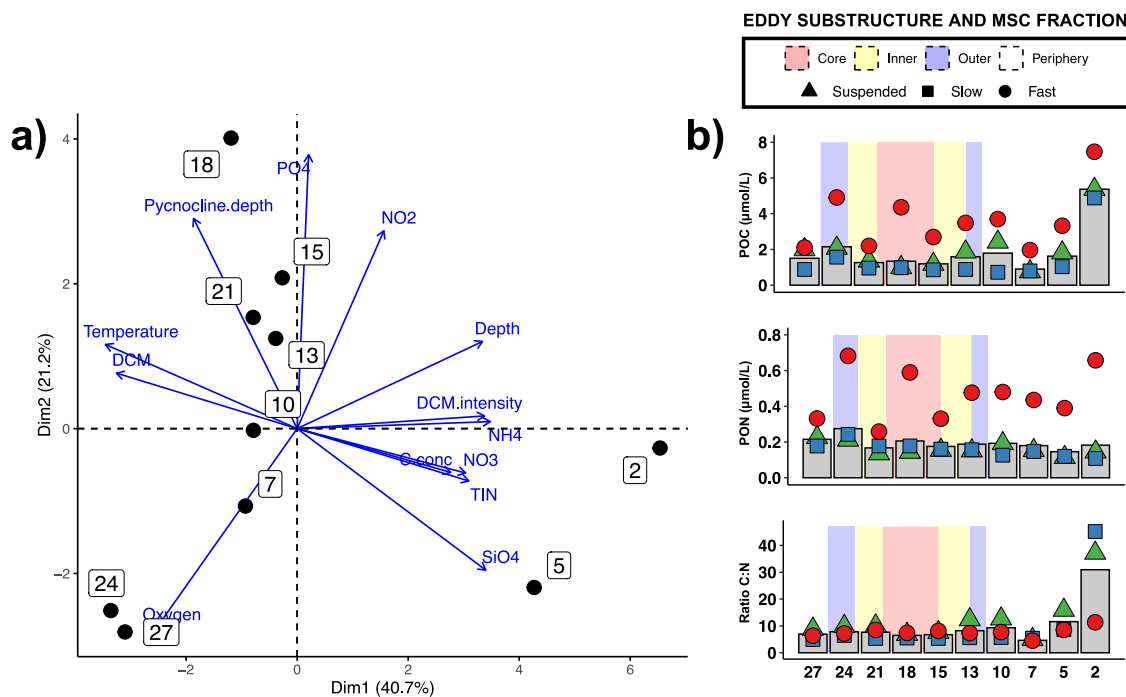 EDDY SUBSTRUCTURE AND MSC FRACTION
Core Inner Outer Periphery
Suspended Slow Fast
a)
4
2
0
−2
Dim2 (21.2%)
−2 0 2 4 6
Dim1 (40.7%)
18
PO4
Pycnocline.depth
NO2
15
21
Temperature
Depth
DCM
13
10
DCM.intensity
NH4
C.conc
NO3
2
TIN
7
SiO4
5
24
Oxygen
27
b)
POC (μmol/L)
8
6
4
2
0
PON (μmol/L)
0.8
0.6
0.4
0.2
0.0
Ratio C:N
40
30
20
10
0
27 24 21 18 15 13 10 7 5 2